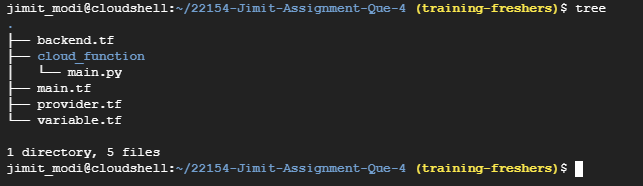 jimit_modi@cloudshell:~/22154-Jimit-Assignment-Que-4 (training-freshers)$ tree
.
├── backend.tf
├── cloud_function
│   └── main.py
├── main.tf
├── provider.tf
└── variable.tf
1 directory, 5 files
jimit_modi@cloudshell:~/22154-Jimit-Assignment-Que-4 (training-freshers)$